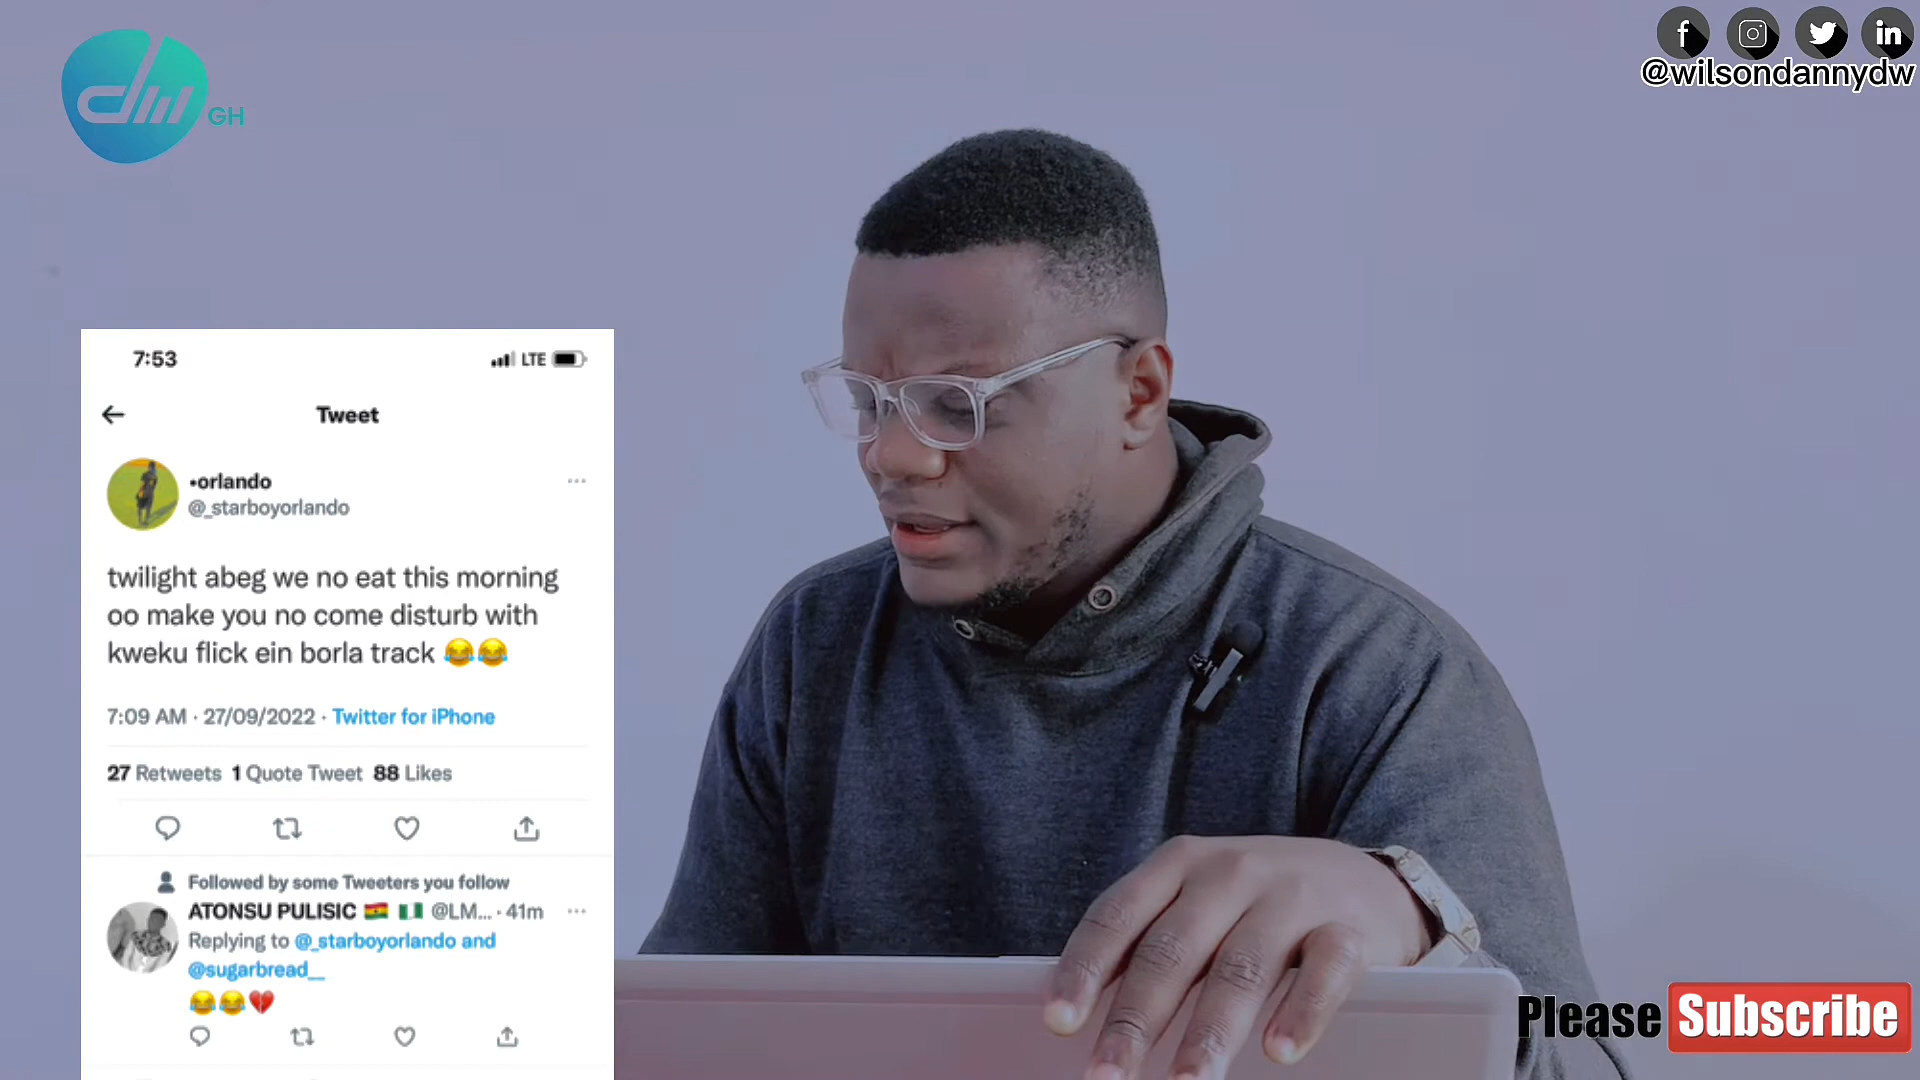 dw GH
@wilsondannydw
7:53
LTE
Tweet
•orlando
@_starboyorlando
twilight abeg we no eat this morning
oo make you no come disturb with
kweku flick ein borla track 😂😂
7:09 AM · 27/09/2022 · Twitter for iPhone
27 Retweets 1 Quote Tweet 88 Likes
Followed by some Tweeters you follow
ATONSU PULISIC 🇬🇭 🇳🇬 @LM... · 41m
Replying to @_starboyorlando and
@sugarbread__
😂😂💔
Please Subscribe